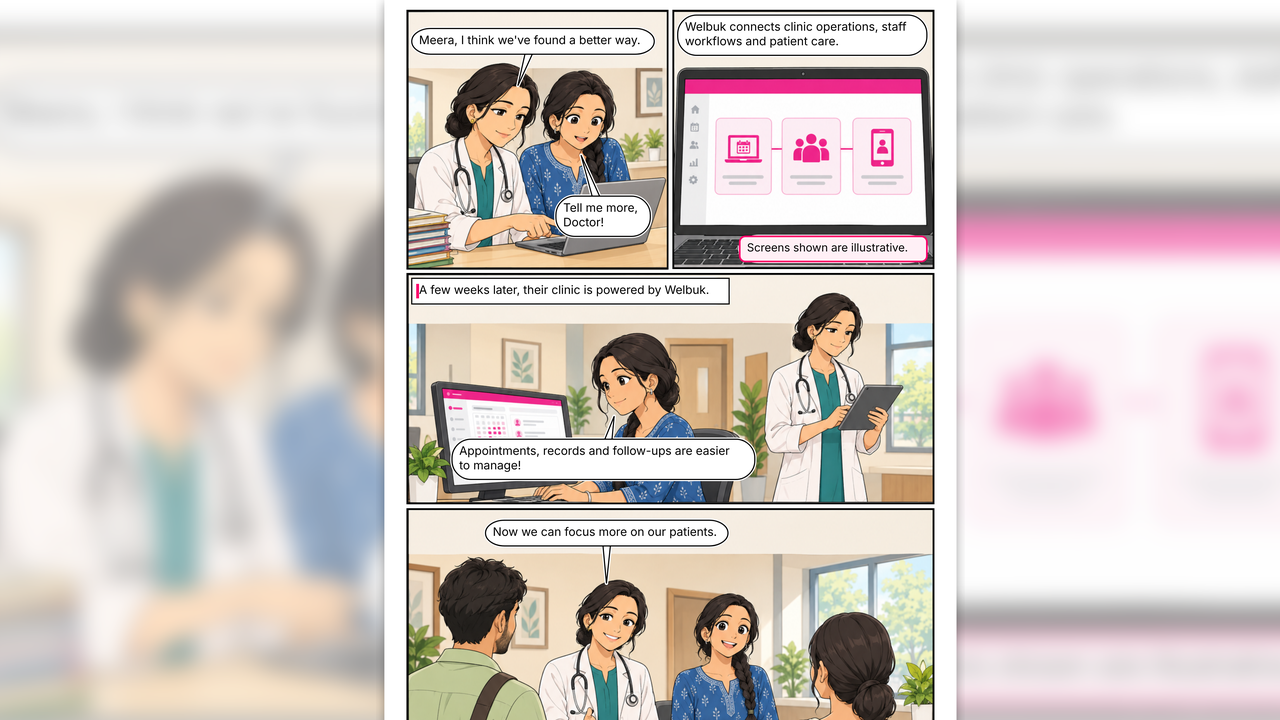 Meera, I think we've found a better way.
Tell me more,
Doctor!
Welbuk connects clinic operations, staff
workflows and patient care.
Screens shown are illustrative.
A few weeks later, their clinic is powered by Welbuk.
Appointments, records and follow-ups are easier
to manage!
Now we can focus more on our patients.